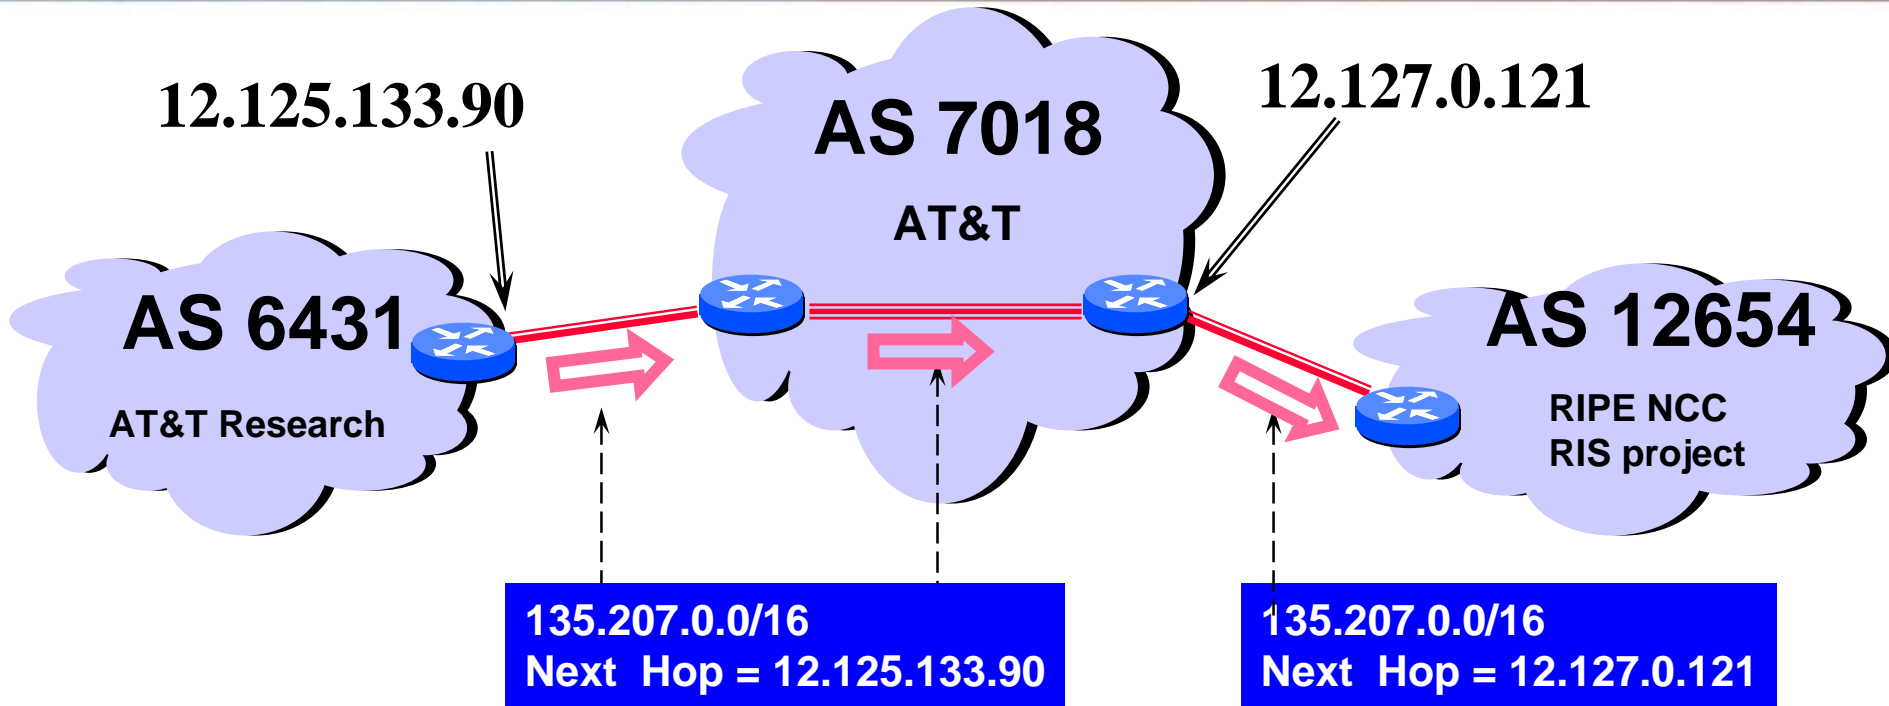 12.125.133.90
AS 7018
AT&T
12.127.0.121
AS 6431
AT&T Research
AS 12654
RIPE NCC
RIS project
135.207.0.0/16
Next Hop = 12.125.133.90
135.207.0.0/16
Next Hop = 12.127.0.121